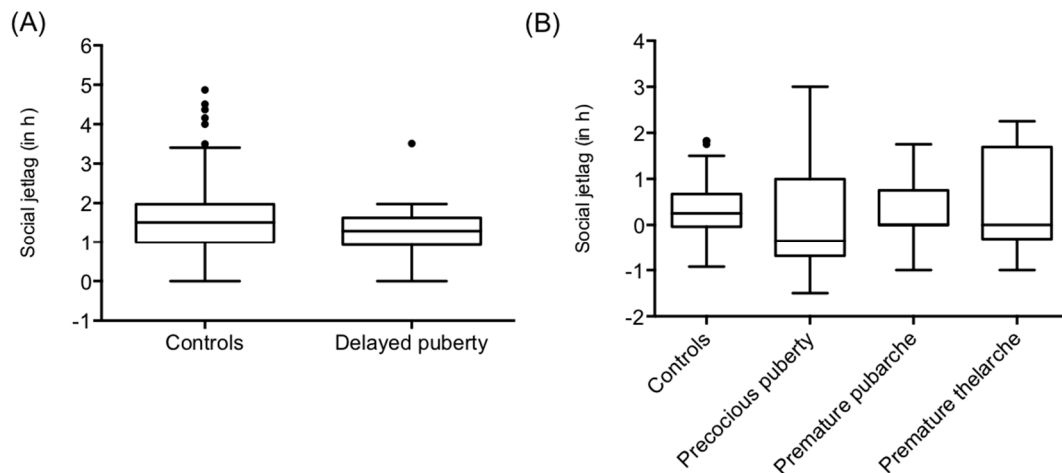 (A)
Social jetlag (in h)
6
5
4
3
2
1
0
-1
Controls
Delayed puberty
(B)
Social jetlag (in h)
4
3
2
1
0
-1
-2
Controls
Precocious puberty
Premature pubarche
Premature thelarche